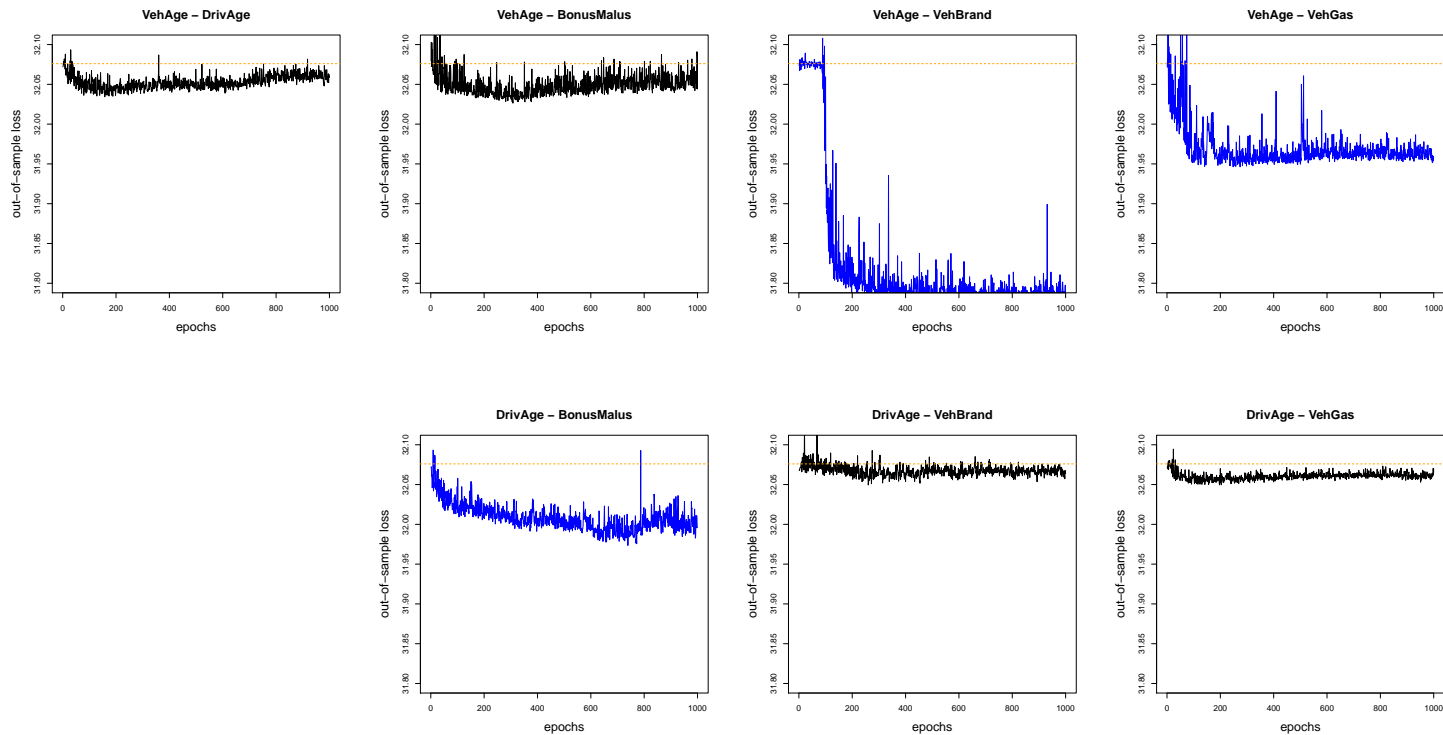 VehAge − DrivAge
out−of−sample loss
32.10
32.05
32.00
31.95
31.90
31.85
31.80
0 200 400 600 800 1000
epochs
VehAge − BonusMalus
out−of−sample loss
32.10
32.05
32.00
31.95
31.90
31.85
31.80
0 200 400 600 800 1000
epochs
VehAge − VehBrand
out−of−sample loss
32.10
32.05
32.00
31.95
31.90
31.85
31.80
0 200 400 600 800 1000
epochs
VehAge − VehGas
out−of−sample loss
32.10
32.05
32.00
31.95
31.90
31.85
31.80
0 200 400 600 800 1000
epochs
DrivAge − BonusMalus
out−of−sample loss
32.10
32.05
32.00
31.95
31.90
31.85
31.80
0 200 400 600 800 1000
epochs
DrivAge − VehBrand
out−of−sample loss
32.10
32.05
32.00
31.95
31.90
31.85
31.80
0 200 400 600 800 1000
epochs
DrivAge − VehGas
out−of−sample loss
32.10
32.05
32.00
31.95
31.90
31.85
31.80
0 200 400 600 800 1000
epochs